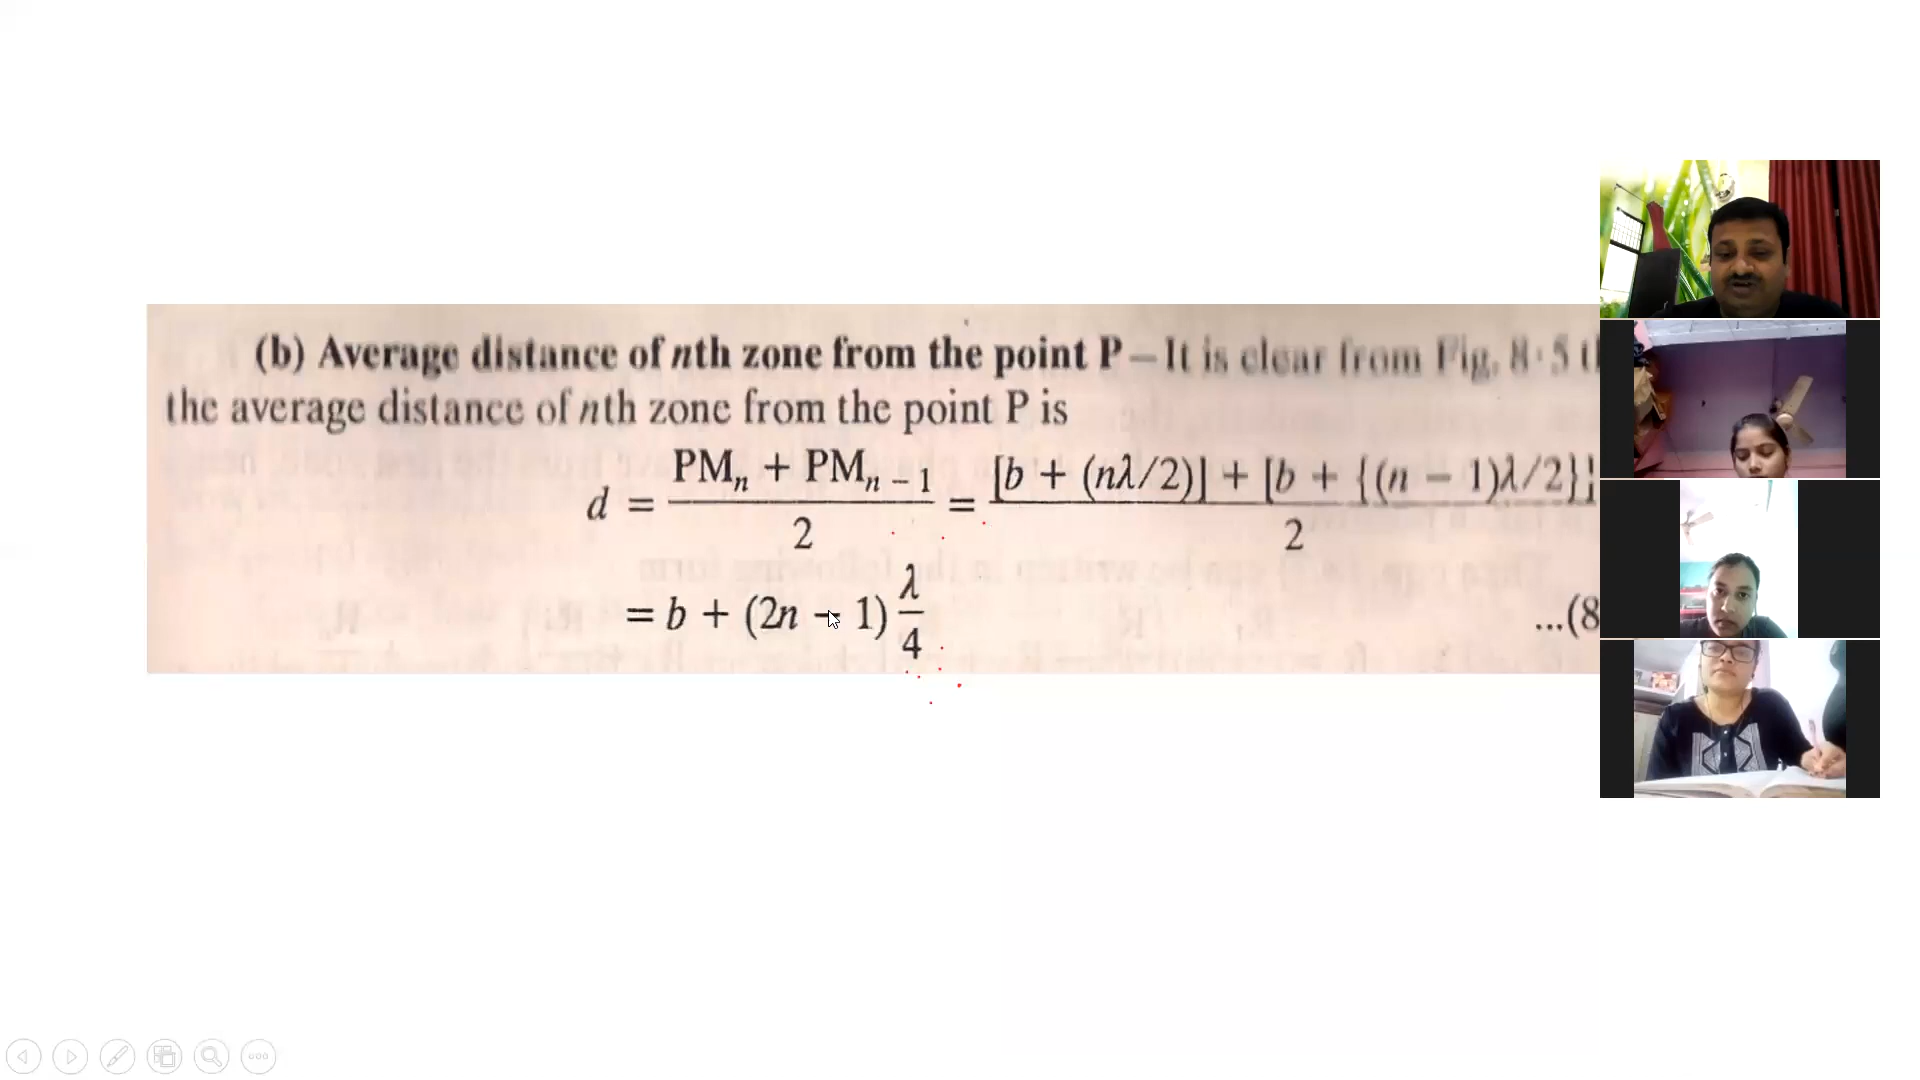 (b) Average distance of nth zone from the point P – It is clear from Fig. 8·5
the average distance of nth zone from the point P is
d = (PMₙ + PMₙ₋₁)/2 = ([b + (nλ/2)] + [b + {(n − 1)λ/2}])/2
= b + (2n − 1) λ/4 ...(8